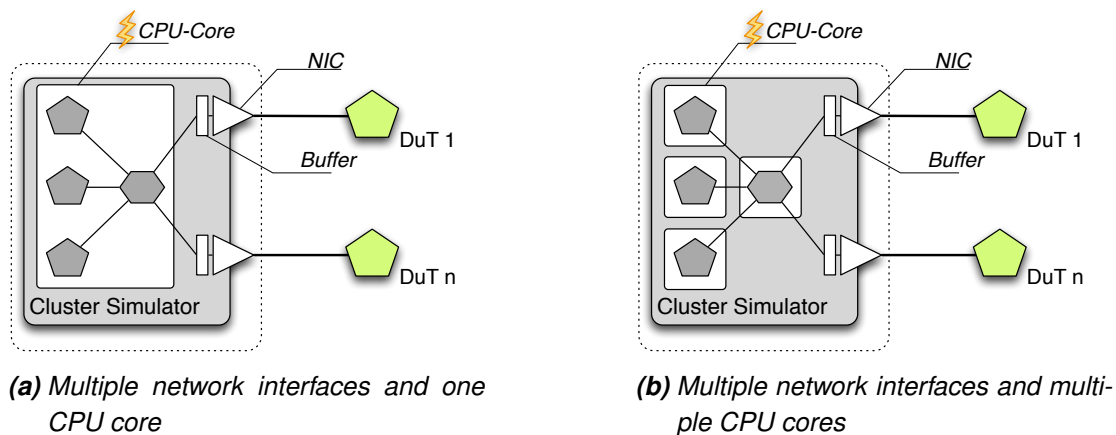 CPU-Core
NIC
DuT 1
Buffer
DuT n
Cluster Simulator
(a) Multiple network interfaces and one
CPU core
CPU-Core
NIC
DuT 1
Buffer
DuT n
Cluster Simulator
(b) Multiple network interfaces and multi-
ple CPU cores